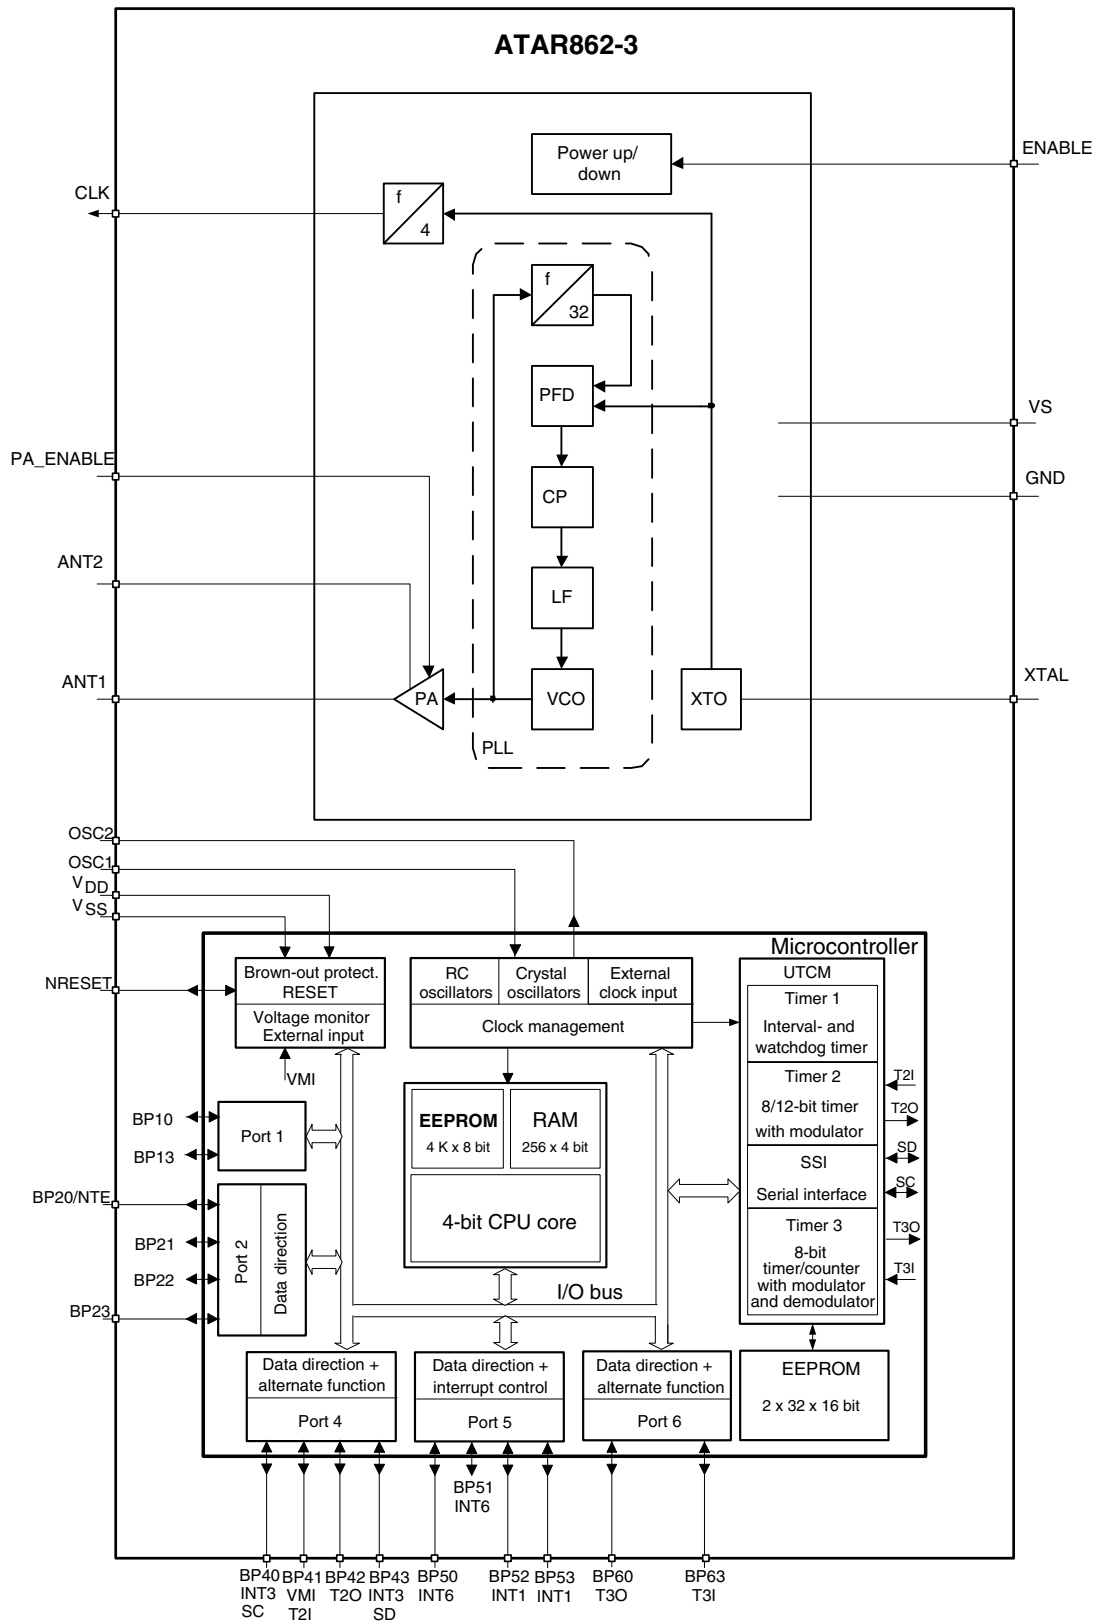 ATAR862-3
Power up/
down
ENABLE
CLK
f
4
f
32
PFD
VS
PA_ENABLE
GND
CP
ANT2
LF
ANT1
PA
VCO
XTO
XTAL
PLL
OSC2
OSC1
VDD
VSS
Microcontroller
NRESET
Brown-out protect.
RESET
Voltage monitor
External input
VMI
RC
oscillators
Crystal
oscillators
External
clock input
Clock management
UTCM
Timer 1
Interval- and
watchdog timer
Timer 2
8/12-bit timer
with modulator
SSI
Serial interface
Timer 3
8-bit
timer/counter
with modulator
and demodulator
T2I
T2O
SD
SC
T3O
T3I
EEPROM
4 K x 8 bit
RAM
256 x 4 bit
4-bit CPU core
BP10
Port 1
BP13
BP20/NTE
BP21
BP22
BP23
Port 2
Data direction
I/O bus
Data direction +
alternate function
Port 4
Data direction +
interrupt control
Port 5
Data direction +
alternate function
Port 6
EEPROM
2 x 32 x 16 bit
BP51
INT6
BP40
INT3
SC
BP41
VMI
T2I
BP42
T2O
BP43
INT3
SD
BP50
INT6
BP52
INT1
BP53
INT1
BP60
T3O
BP63
T3I